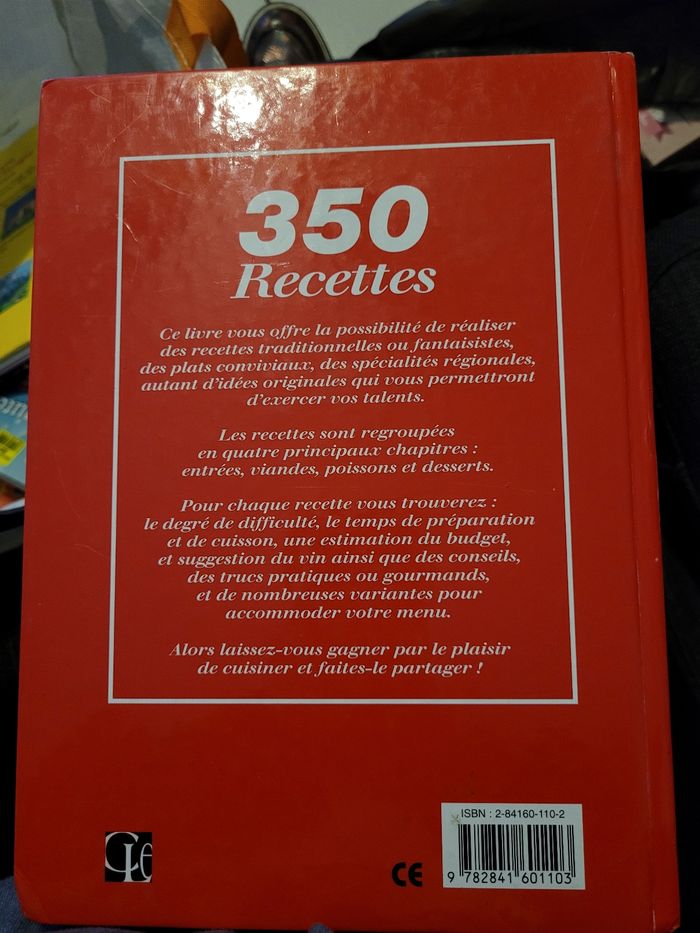 350
Recettes
Ce livre vous offre la possibilité de réaliser
des recettes traditionnelles ou fantaisistes,
des plats conviviaux, des spécialités régionales,
autant d'idées originales qui vous permettront
d'exercer vos talents.
Les recettes sont regroupées
en quatre principaux chapitres :
entrées, viandes, poissons et desserts.
Pour chaque recette vous trouverez :
le degré de difficulté, le temps de préparation
et de cuisson, une estimation du budget,
et suggestion du vin ainsi que des conseils,
des trucs pratiques ou gourmands,
et de nombreuses variantes pour
accommoder votre menu.
Alors laissez-vous gagner par le plaisir
de cuisiner et faites-le partager !
ISBN : 2-84160-110-2
9 782841 601103
CE
CLE